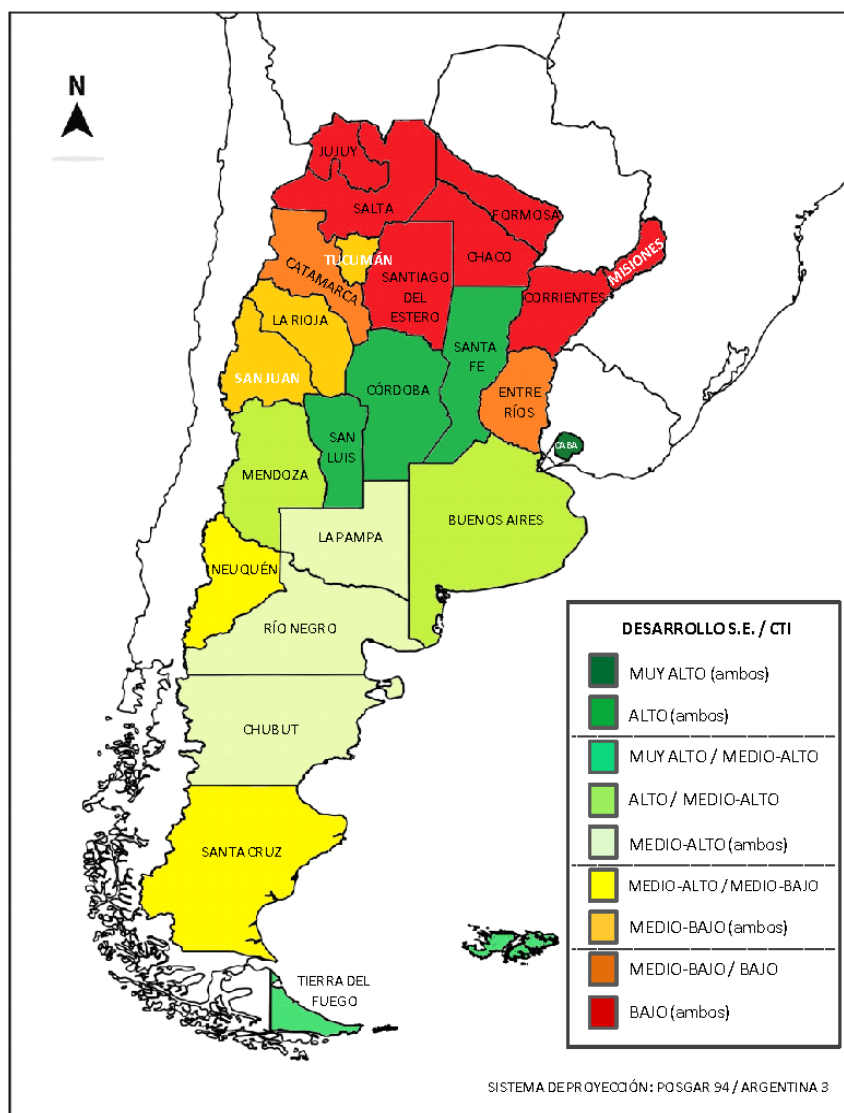 N
JUJUY
SALTA
FORMOSA
CHACO
MISIONES
TUCUMÁN
CATAMARCA
SANTIAGO
DEL
ESTERO
CORRIENTES
LA RIOJA
SANTA
FE
SAN JUAN
CÓRDOBA
ENTRE
RÍOS
SAN
LUIS
CABA
MENDOZA
BUENOS AIRES
LA PAMPA
NEUQUÉN
RÍO NEGRO
CHUBUT
SANTA CRUZ
TIERRA DEL
FUEGO
DESARROLLO S.E. / CTI
MUY ALTO (ambos)
ALTO (ambos)
MUY ALTO / MEDIO-ALTO
ALTO / MEDIO-ALTO
MEDIO-ALTO (ambos)
MEDIO-ALTO / MEDIO-BAJO
MEDIO-BAJO (ambos)
MEDIO-BAJO / BAJO
BAJO (ambos)
SISTEMA DE PROYECCIÓN: POSGAR 94 / ARGENTINA 3